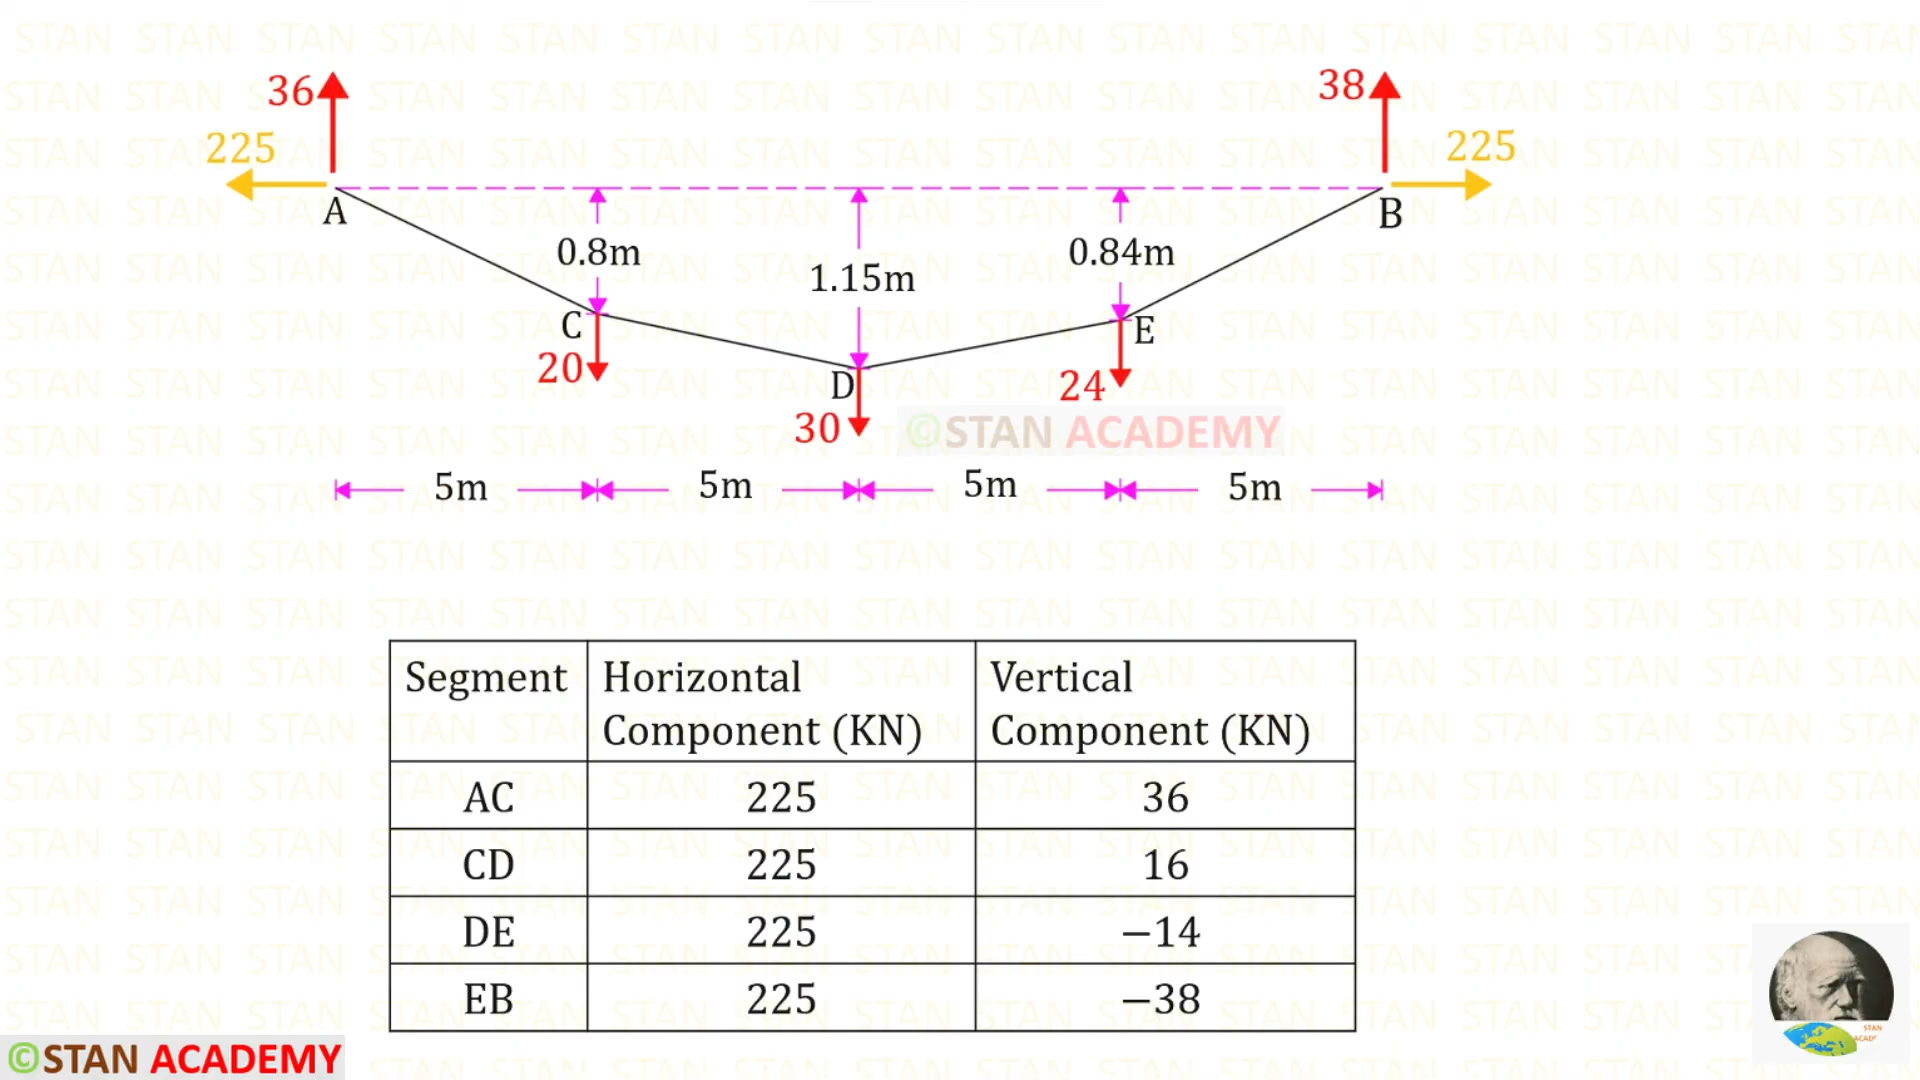 36
38
225
225
A
B
0.8m
0.84m
1.15m
C
E
20
D
24
30
©STAN ACADEMY
5m
5m
5m
5m
Segment Horizontal Component (KN) Vertical Component (KN)
AC 225 36
CD 225 16
DE 225 −14
EB 225 −38
©STAN ACADEMY
STAN